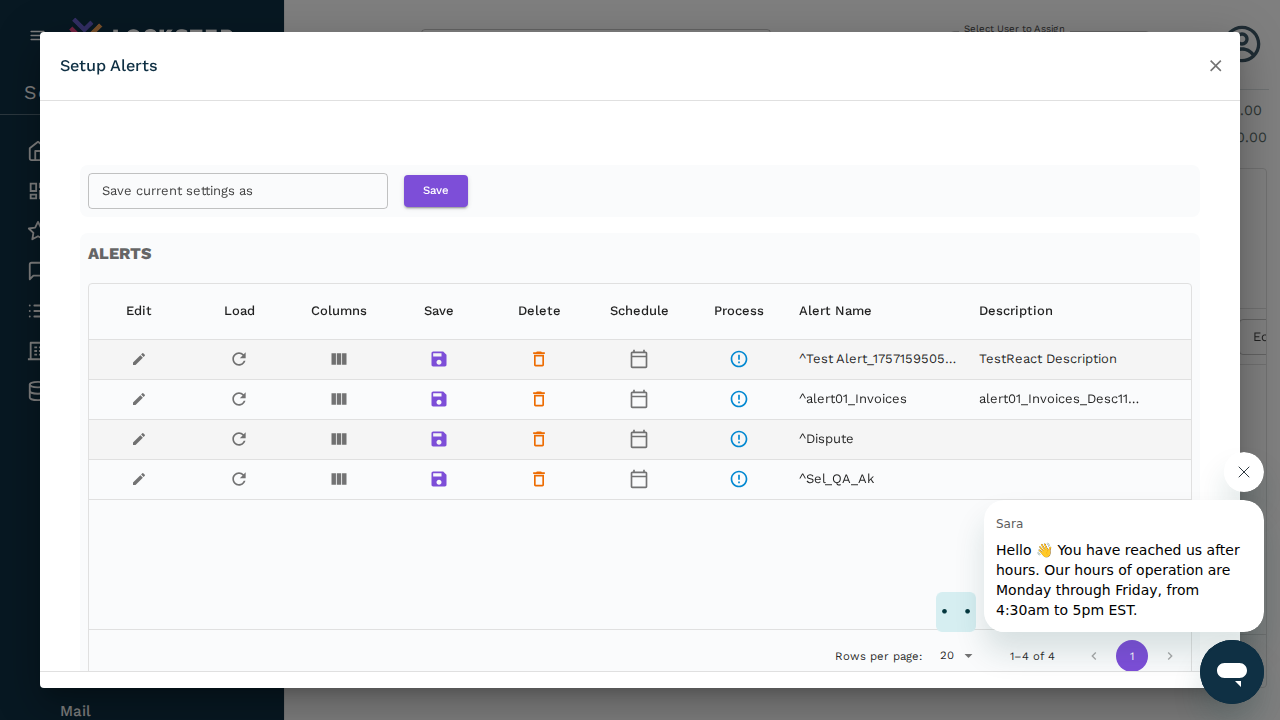 Select User to Assign
Setup Alerts
.00
0.00
Save current settings as
Save
ALERTS
Edit Load Columns Save Delete Schedule Process Alert Name Description
^Test Alert_1757159505... TestReact Description
^alert01_Invoices alert01_Invoices_Desc11...
^Dispute
^Sel_QA_Ak
Sara
Hello 👋 You have reached us after
hours. Our hours of operation are
Monday through Friday, from
4:30am to 5pm EST.
Rows per page: 20 1–4 of 4 1
Mail